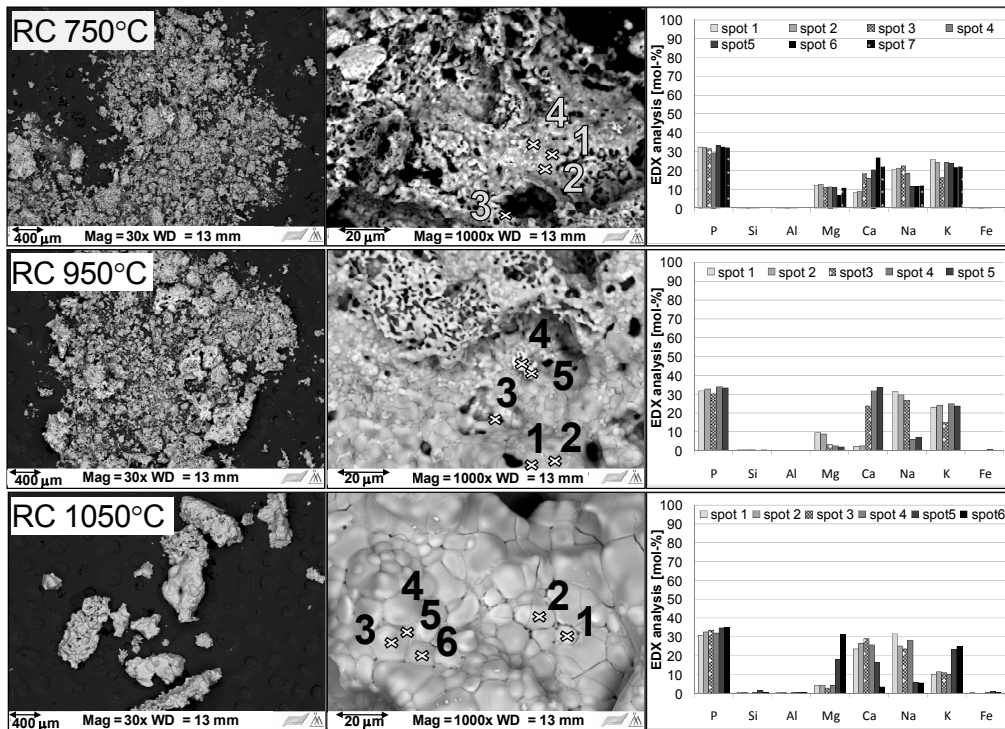 RC 750°C
400 µm Mag = 30x WD = 13 mm
4
1
2
3
20 µm Mag = 1000x WD = 13 mm
EDX analysis [mol-%]
spot 1 spot 2 spot 3 spot 4
spot5 spot 6 spot 7
100
90
80
70
60
50
40
30
20
10
0
P Si Al Mg Ca Na K Fe
RC 950°C
400 µm Mag = 30x WD = 13 mm
4
5
3
1 2
20 µm Mag = 1000x WD = 13 mm
EDX analysis [mol-%]
spot 1 spot 2 spot3 spot 4 spot 5
100
90
80
70
60
50
40
30
20
10
0
P Si Al Mg Ca Na K Fe
RC 1050°C
400 µm Mag = 30x WD = 13 mm
4
2
5
1
3
6
20 µm Mag = 1000x WD = 13 mm
EDX analysis [mol-%]
spot 1 spot 2 spot 3 spot 4 spot5 spot6
100
90
80
70
60
50
40
30
20
10
0
P Si Al Mg Ca Na K Fe